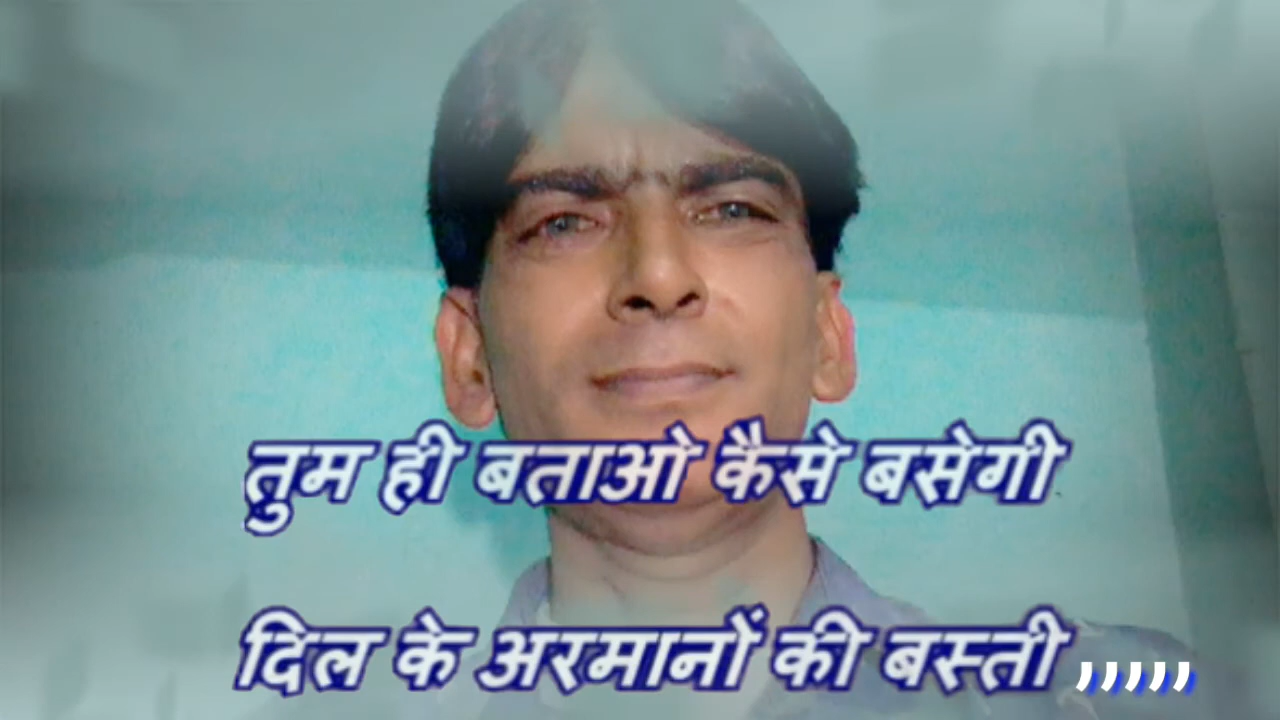 तुम ही बताओ कैसे बसेगी
दिल के अरमानों की बस्ती ,,,,,